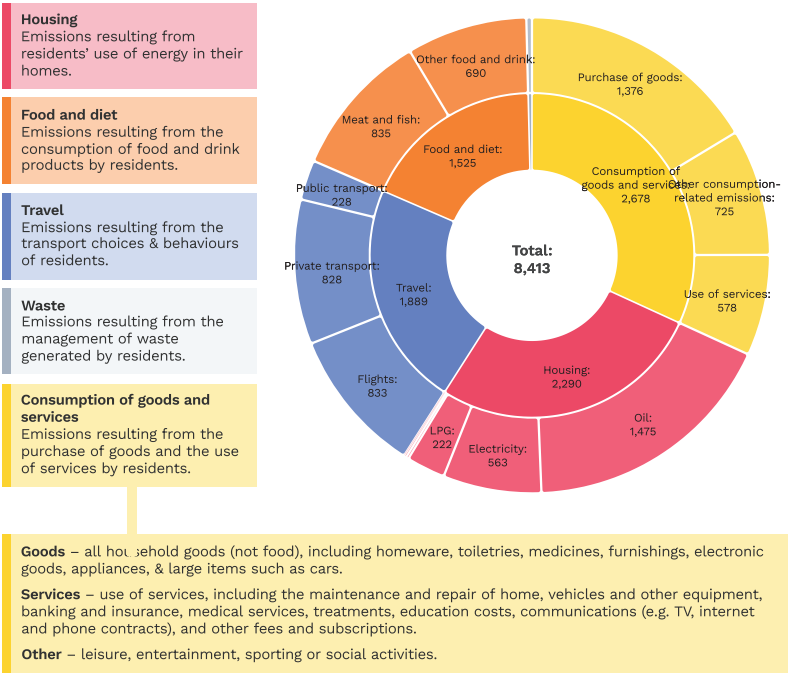 Housing
Emissions resulting from
residents’ use of energy in their
homes.
Food and diet
Emissions resulting from the
consumption of food and drink
products by residents.
Travel
Emissions resulting from the
transport choices & behaviours
of residents.
Waste
Emissions resulting from the
management of waste
generated by residents.
Consumption of goods and
services
Emissions resulting from the
purchase of goods and the use
of services by residents.
Other food and drink:
690
Purchase of goods:
1,376
Meat and fish:
835
Food and diet:
1,525
Consumption of
goods and services:
2,678
Other consumption-
related emissions:
725
Public transport:
228
Total:
8,413
Private transport:
828
Travel:
1,889
Use of services:
578
Housing:
2,290
Flights:
833
LPG:
222
Electricity:
563
Oil:
1,475
Goods – all household goods (not food), including homeware, toiletries, medicines, furnishings, electronic
goods, appliances, & large items such as cars.
Services – use of services, including the maintenance and repair of home, vehicles and other equipment,
banking and insurance, medical services, treatments, education costs, communications (e.g. TV, internet
and phone contracts), and other fees and subscriptions.
Other – leisure, entertainment, sporting or social activities.